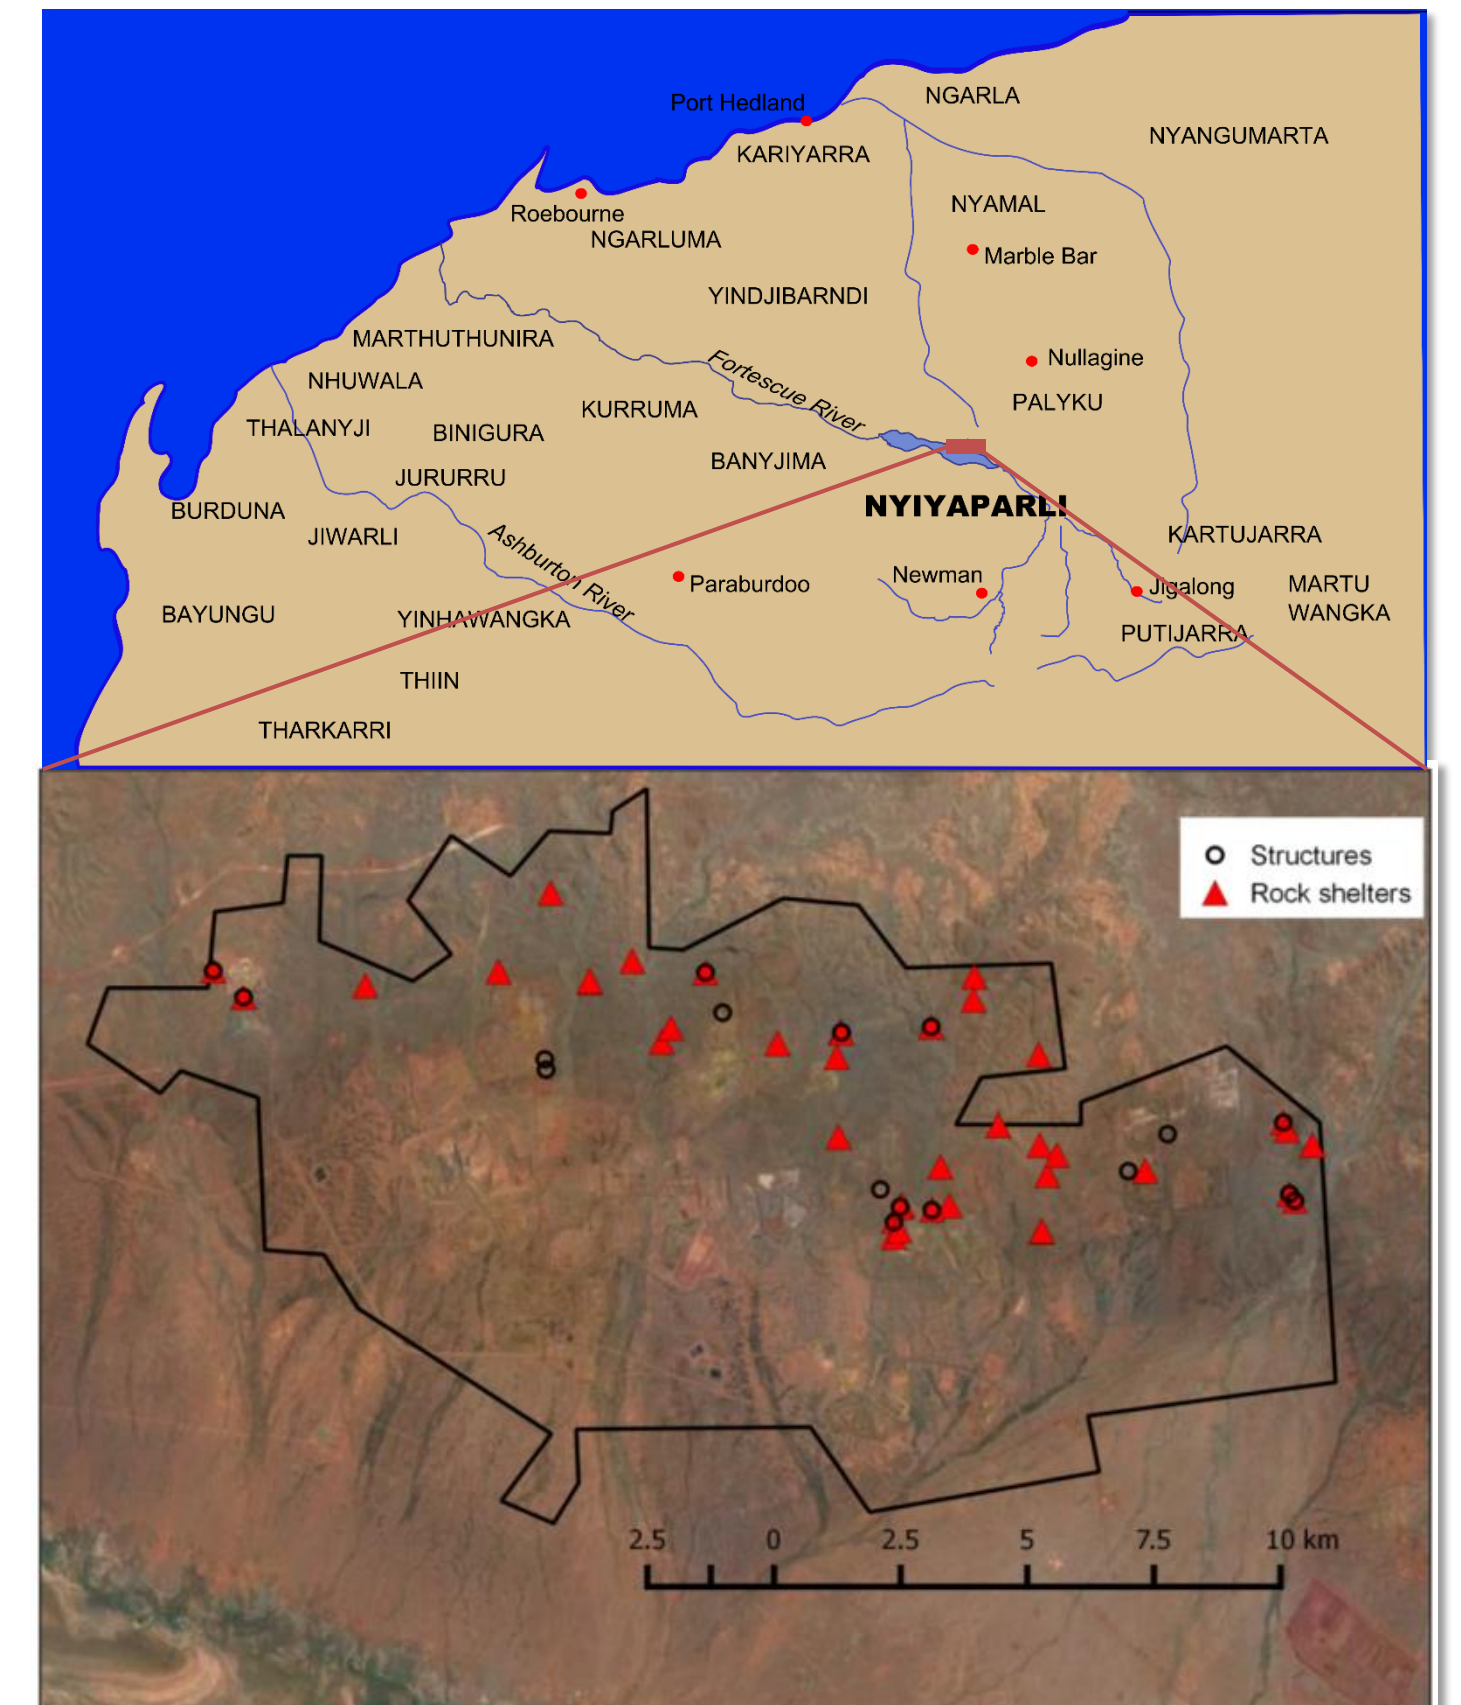 NGARLA
Port Hedland
NYANGUMARTA
KARIYARRA
NYAMAL
Roebourne
NGARLUMA
Marble Bar
YINDJIBARNDI
MARTHUTHUNIRA
Nullagine
Fortescue River
NHUWALA
PALYKU
KURRUMA
THALANYJI
BINIGURA
BANYJIMA
JURURRU
NYIYAPARLI
BURDUNA
JIWARLI
KARTUJARRA
Ashburton River
Newman
Paraburdoo
Jigalong
MARTU
WANGKA
BAYUNGU
YINHAWANGKA
PUTIJARRA
THIIN
THARKARRI
Structures
Rock shelters
2.5 0 2.5 5 7.5 10 km